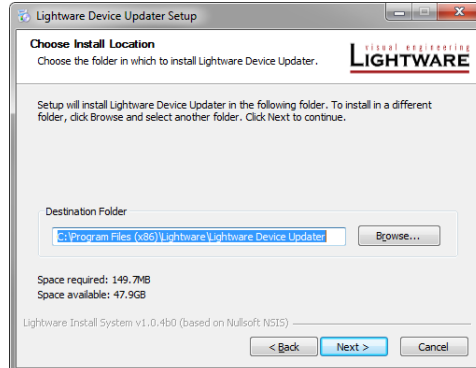 Lightware Device Updater Setup
Choose Install Location
Choose the folder in which to install Lightware Device Updater.
visual engineering
LIGHTWARE
Setup will install Lightware Device Updater in the following folder. To install in a different
folder, click Browse and select another folder. Click Next to continue.
Destination Folder
C:\Program Files (x86)\Lightware\Lightware Device Updater
Browse...
Space required: 149.7MB
Space available: 47.9GB
Lightware Install System v1.0.4b0 (based on Nullsoft NSIS)
< Back
Next >
Cancel